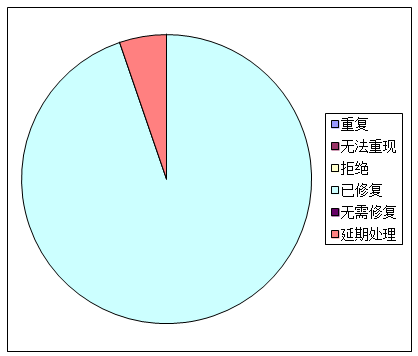 重复
无法重现
拒绝
已修复
无需修复
延期处理